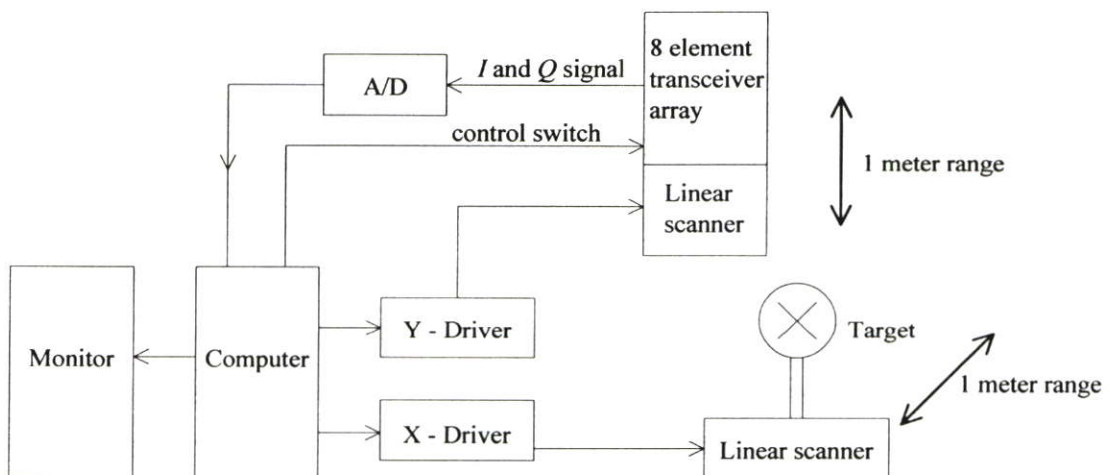 8 element
transceiver
array
I and Q signal
A/D
control switch
1 meter range
Linear
scanner
Y - Driver
Target
Monitor
Computer
1 meter range
X - Driver
Linear scanner